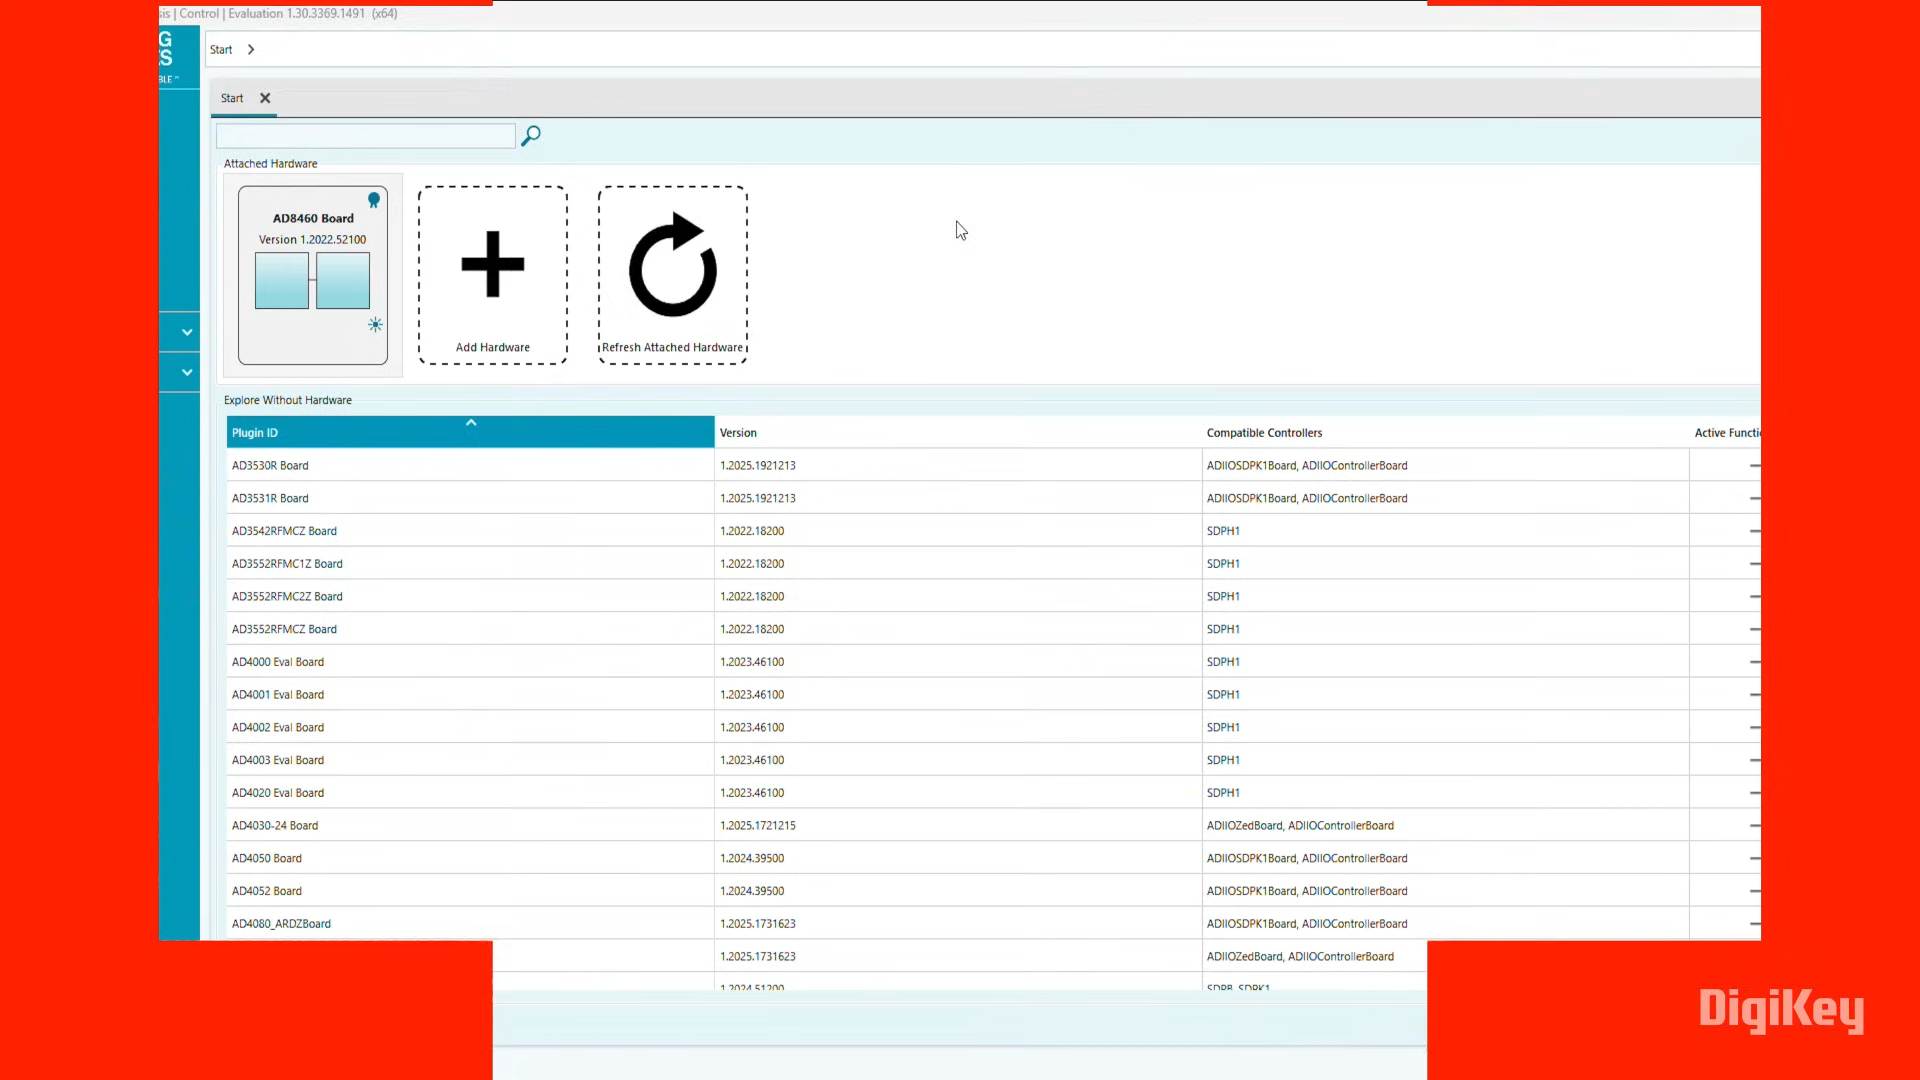 | Control | Evaluation 1.30.3369.1491 (x64)
Start
Start
Attached Hardware
AD8460 Board
Version 1.2022.52100
Add Hardware
Refresh Attached Hardware
Explore Without Hardware
Plugin ID Version Compatible Controllers Active Functi
AD3530R Board 1.2025.1921213 ADIIOSDPK1Board, ADIIOControllerBoard
AD3531R Board 1.2025.1921213 ADIIOSDPK1Board, ADIIOControllerBoard
AD3542RFMCZ Board 1.2022.18200 SDPH1
AD3552RFMC1Z Board 1.2022.18200 SDPH1
AD3552RFMC2Z Board 1.2022.18200 SDPH1
AD3552RFMCZ Board 1.2022.18200 SDPH1
AD4000 Eval Board 1.2023.46100 SDPH1
AD4001 Eval Board 1.2023.46100 SDPH1
AD4002 Eval Board 1.2023.46100 SDPH1
AD4003 Eval Board 1.2023.46100 SDPH1
AD4020 Eval Board 1.2023.46100 SDPH1
AD4030-24 Board 1.2025.1721215 ADIIOZedBoard, ADIIOControllerBoard
AD4050 Board 1.2024.39500 ADIIOSDPK1Board, ADIIOControllerBoard
AD4052 Board 1.2024.39500 ADIIOSDPK1Board, ADIIOControllerBoard
AD4080_ARDZBoard 1.2025.1731623 ADIIOSDPK1Board, ADIIOControllerBoard
1.2025.1731623 ADIIOZedBoard, ADIIOControllerBoard
1.2024.51200 SDPB, SDPK1
DigiKey